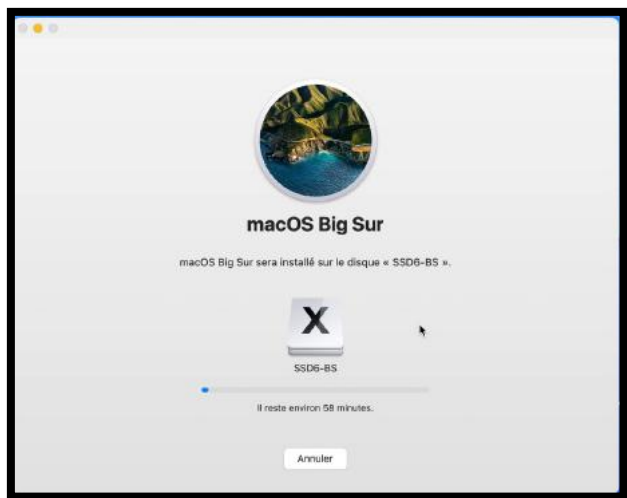 macOS Big Sur
macOS Big Sur sera installé sur le disque « SSD6-BS ».
X
SSD6-BS
Il reste environ 58 minutes.
Annuler